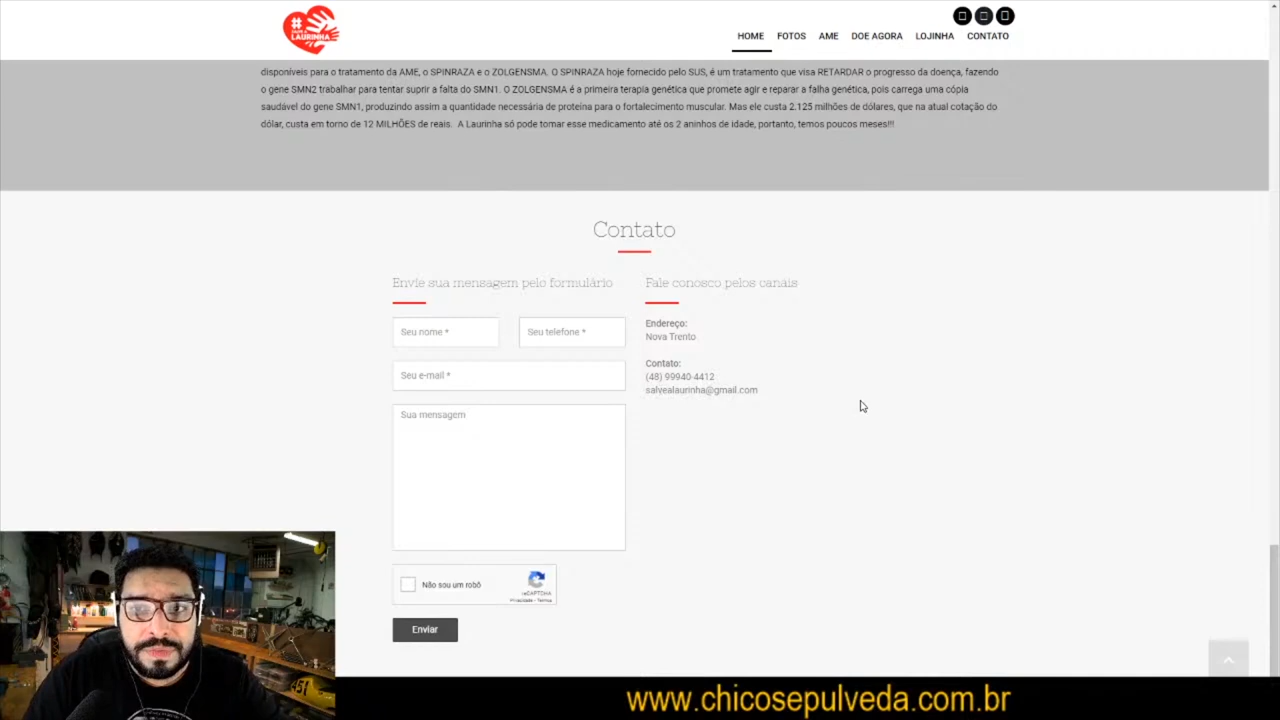 LAURINHA
HOME FOTOS AME DOE AGORA LOJINHA CONTATO
disponíveis para o tratamento da AME, o SPINRAZA e o ZOLGENSMA. O SPINRAZA hoje fornecido pelo SUS, é um tratamento que visa RETARDAR o progresso da doença, fazendo
o gene SMN2 trabalhar para tentar suprir a falta do SMN1. O ZOLGENSMA é a primeira terapia genética que promete agir e reparar a falha genética, pois carrega uma cópia
saudável do gene SMN1, produzindo assim a quantidade necessária de proteína para o fortalecimento muscular. Mas ele custa 2.125 milhões de dólares, que na atual cotação do
dólar, custa em torno de 12 MILHÕES de reais. A Laurinha só pode tomar esse medicamento até os 2 aninhos de idade, portanto, temos poucos meses!!!
Contato
Envie sua mensagem pelo formulário
Seu nome *
Seu telefone *
Seu e-mail *
Sua mensagem
Não sou um robô
reCAPTCHA
Privacidade - Termos
Enviar
Fale conosco pelos canais
Endereço:
Nova Trento
Contato:
(48) 99940-4412
salvealaurinha@gmail.com
www.chicosepulveda.com.br